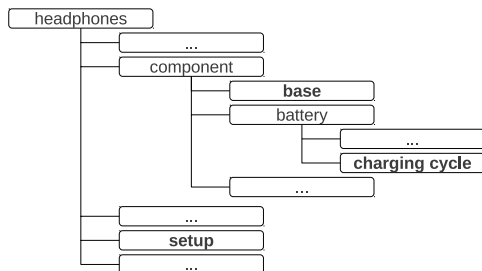 headphones
...
component
base
battery
...
charging cycle
...
...
setup
...